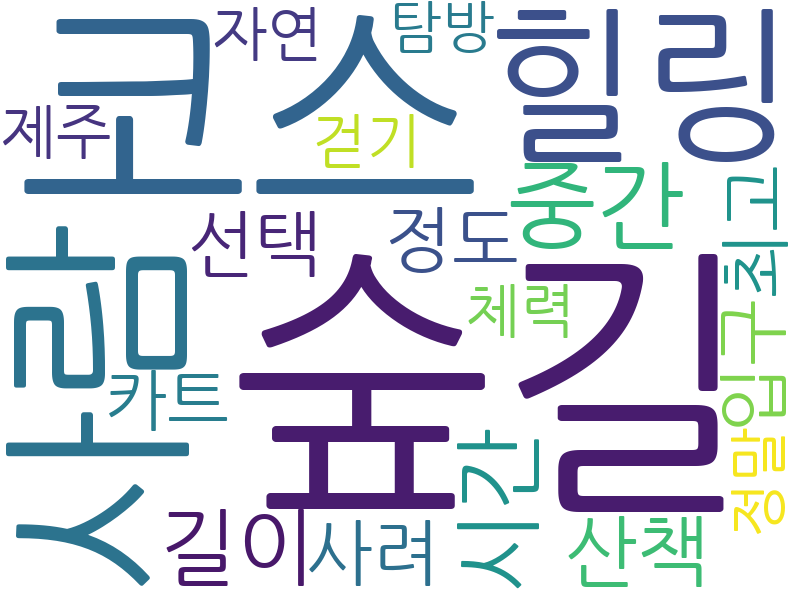 자연
탐방
코스
힐링
제주
걷기
중간
최고
선택
정도
사람
숲길
체력
입구
카트
시간
정말
길이
사려
산책